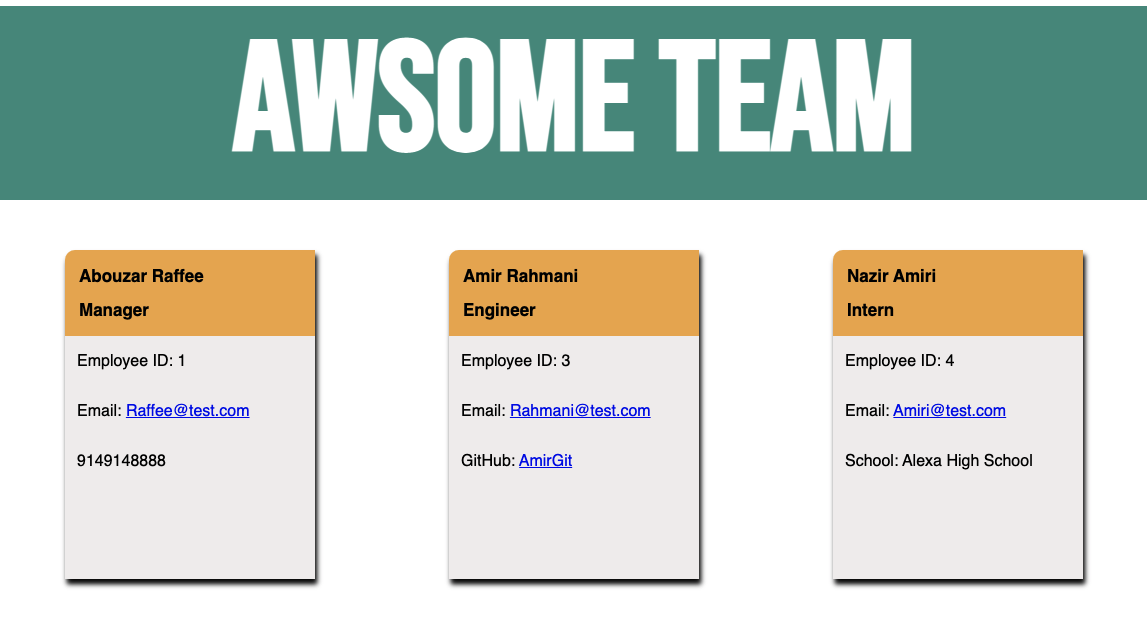 AWSOME TEAM
Abouzar Raffee
Manager
Employee ID: 1
Email: Raffee@test.com
9149148888
Amir Rahmani
Engineer
Employee ID: 3
Email: Rahmani@test.com
GitHub: AmirGit
Nazir Amiri
Intern
Employee ID: 4
Email: Amiri@test.com
School: Alexa High School